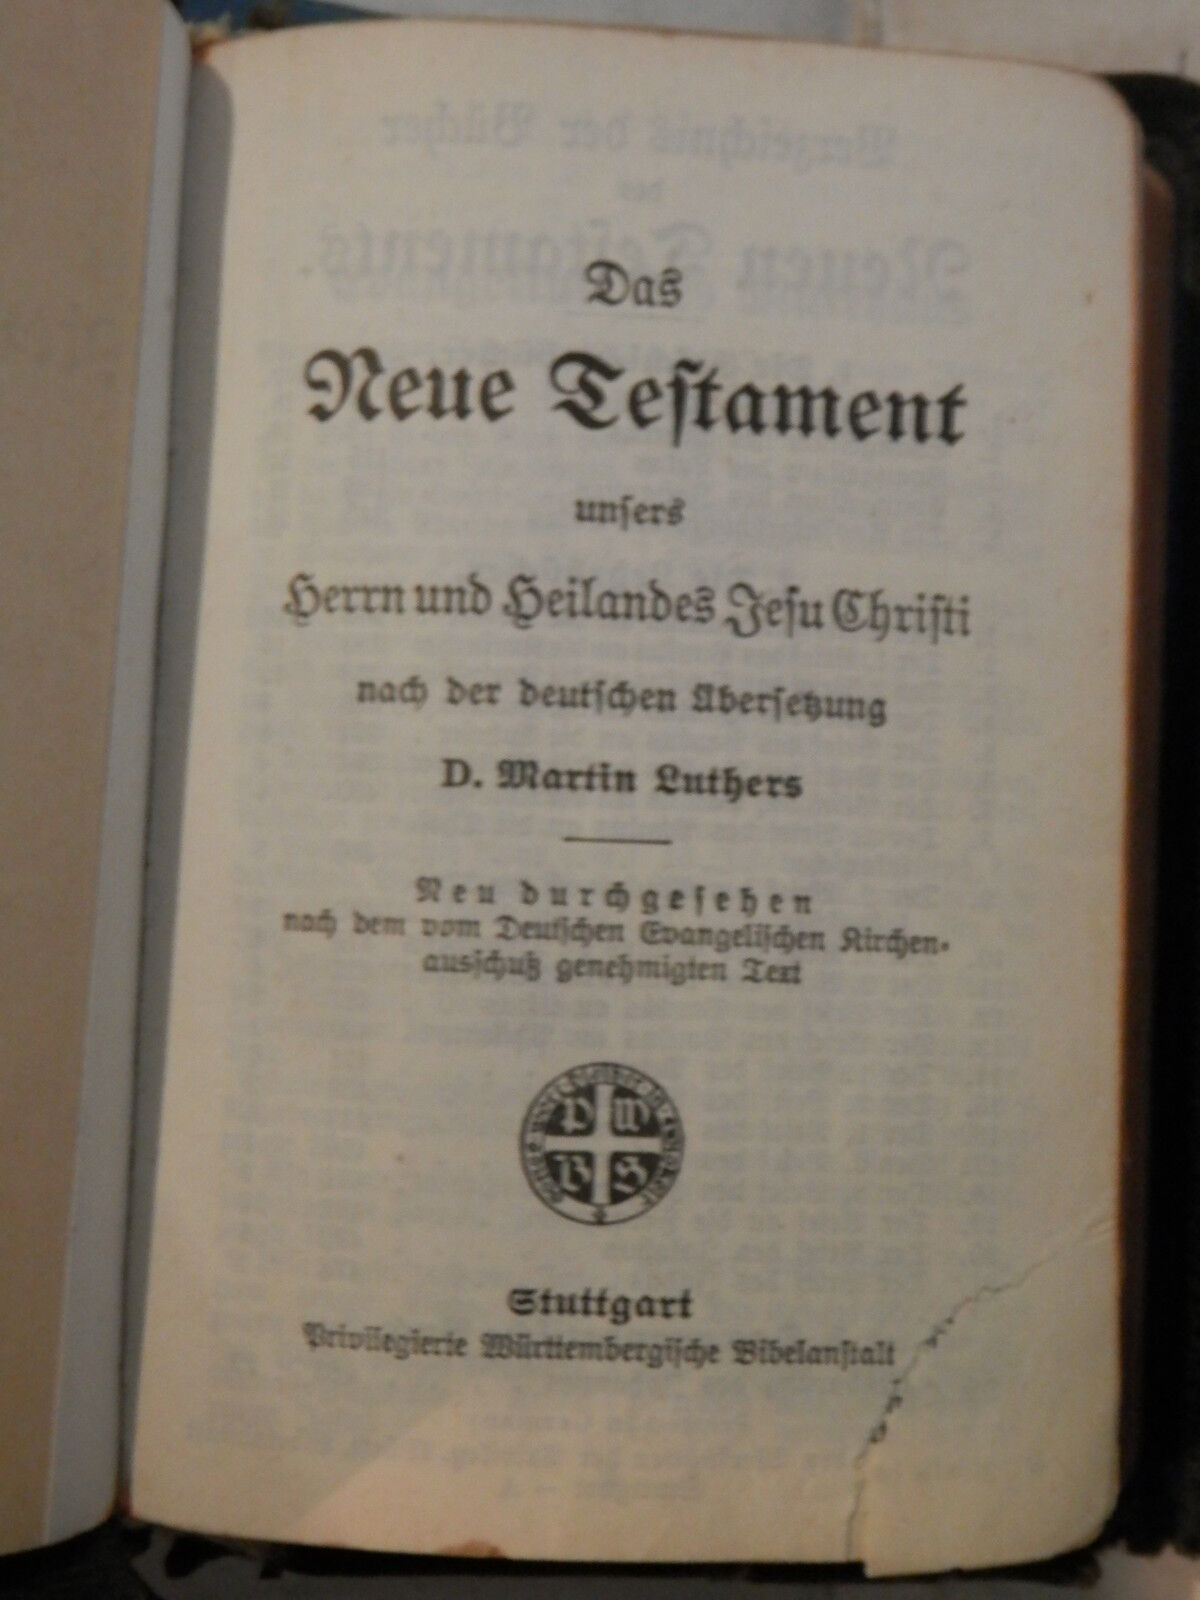 Das
Neue Testament
unsers
Herrn und Heilandes Jesu Christi
nach der deutschen Übersetzung
D. Martin Luthers
Neu durchgesehen
nach dem vom Deutschen Evangelischen Kirchen-
ausschuß genehmigten Text
P W
B S
Stuttgart
Privilegierte Württembergische Bibelanstalt